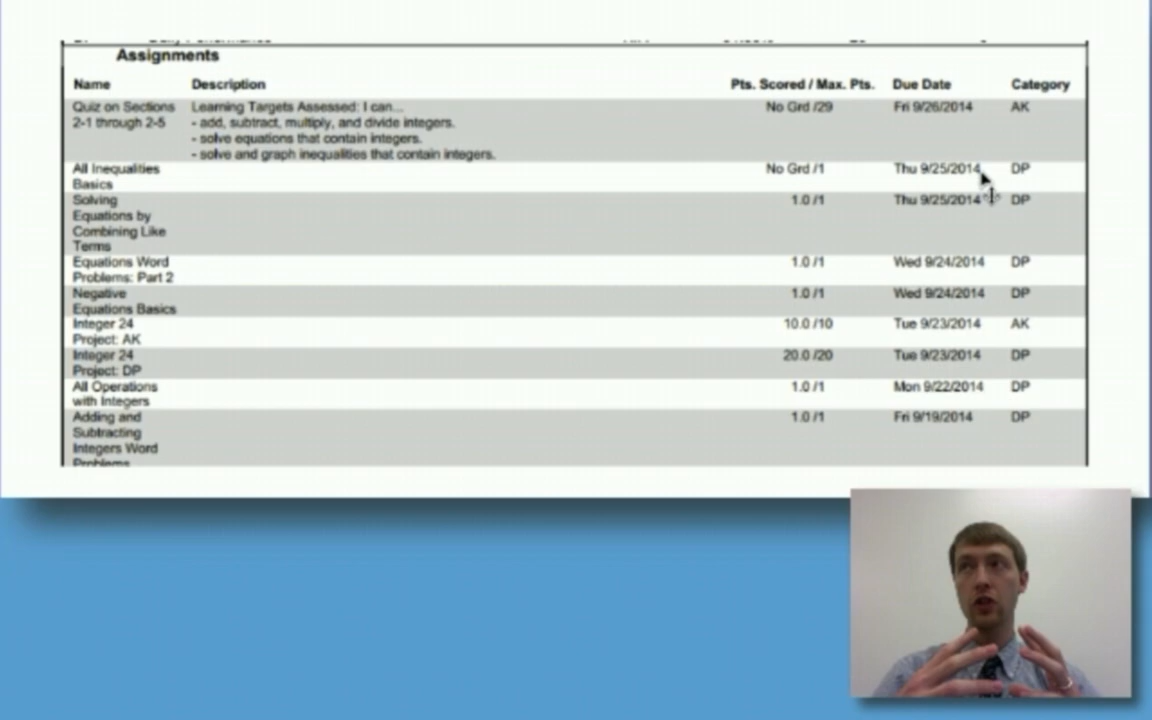 Assignments
Name Description Pts. Scored / Max. Pts. Due Date Category
Quiz on Sections Learning Targets Assessed: I can... No Grd /29 Fri 9/26/2014 AK
2-1 through 2-5 - add, subtract, multiply, and divide integers.
- solve equations that contain integers.
- solve and graph inequalities that contain integers.
All Inequalities No Grd /1 Thu 9/25/2014 DP
Basics
Solving 1.0 /1 Thu 9/25/2014 DP
Equations by
Combining Like
Terms
Equations Word 1.0 /1 Wed 9/24/2014 DP
Problems: Part 2
Negative 1.0 /1 Wed 9/24/2014 DP
Equations Basics
Integer 24 10.0 /10 Tue 9/23/2014 AK
Project: AK
Integer 24 20.0 /20 Tue 9/23/2014 DP
Project: DP
All Operations 1.0 /1 Mon 9/22/2014 DP
with Integers
Adding and 1.0 /1 Fri 9/19/2014 DP
Subtracting
Integers Word
Problems